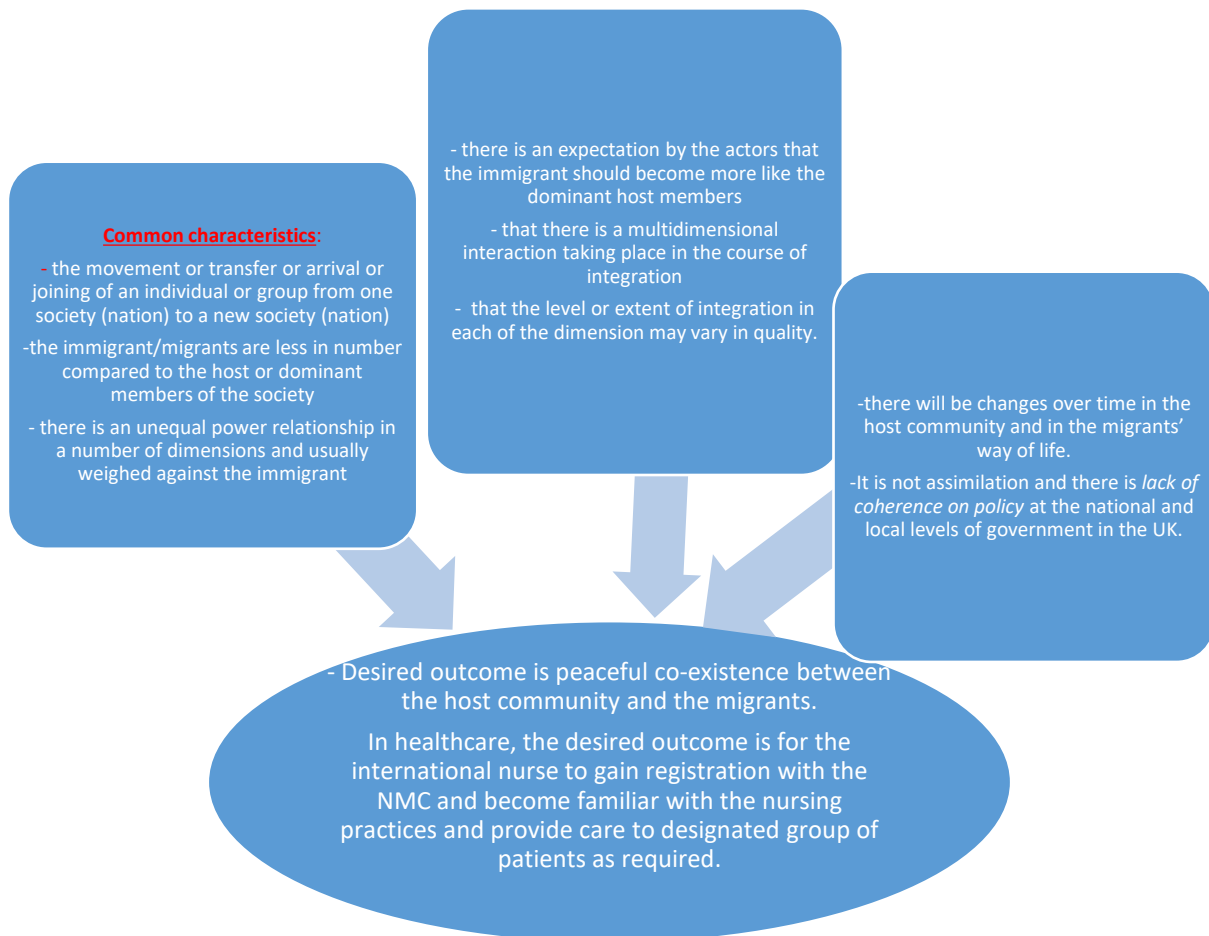 Common characteristics:
- the movement or transfer or arrival or
joining of an individual or group from one
society (nation) to a new society (nation)
-the immigrant/migrants are less in number
compared to the host or dominant
members of the society
- there is an unequal power relationship in
a number of dimensions and usually
weighed against the immigrant
- there is an expectation by the actors that
the immigrant should become more like the
dominant host members
- that there is a multidimensional
interaction taking place in the course of
integration
- that the level or extent of integration in
each of the dimension may vary in quality.
-there will be changes over time in the
host community and in the migrants’
way of life.
-It is not assimilation and there is lack of
coherence on policy at the national and
local levels of government in the UK.
- Desired outcome is peaceful co-existence between
the host community and the migrants.
In healthcare, the desired outcome is for the
international nurse to gain registration with the
NMC and become familiar with the nursing
practices and provide care to designated group of
patients as required.